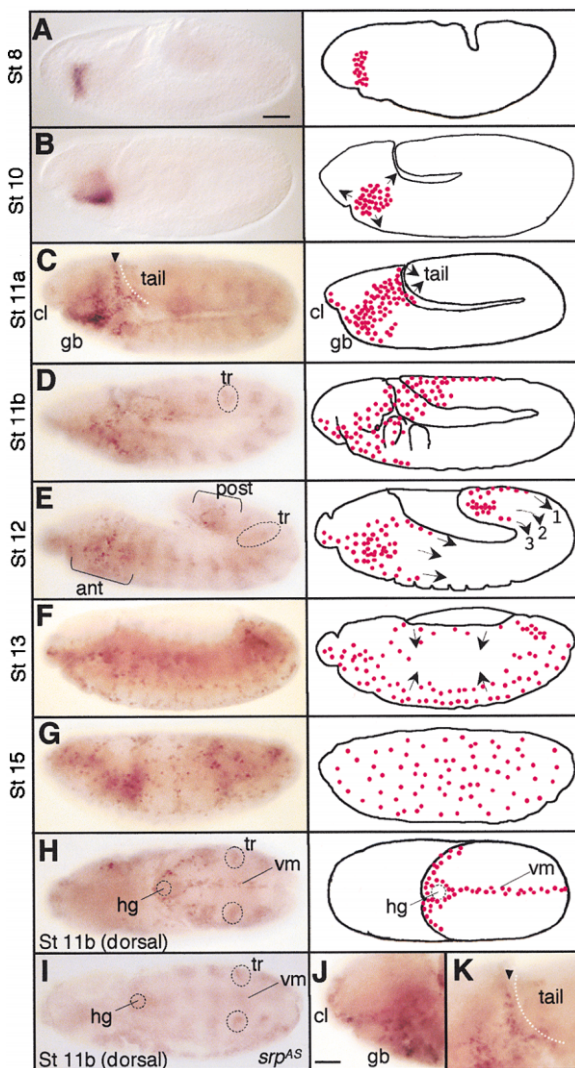 A
St 8
B
St 10
C
St 11a
tail
cl
gb
tail
cl
gb
D
St 11b
tr
E
St 12
post
tr
ant
1
2
3
F
St 13
G
St 15
H
tr
hg
vm
St 11b (dorsal)
vm
hg
I
tr
hg
vm
St 11b (dorsal)
srpAS
J
cl
gb
K
tail